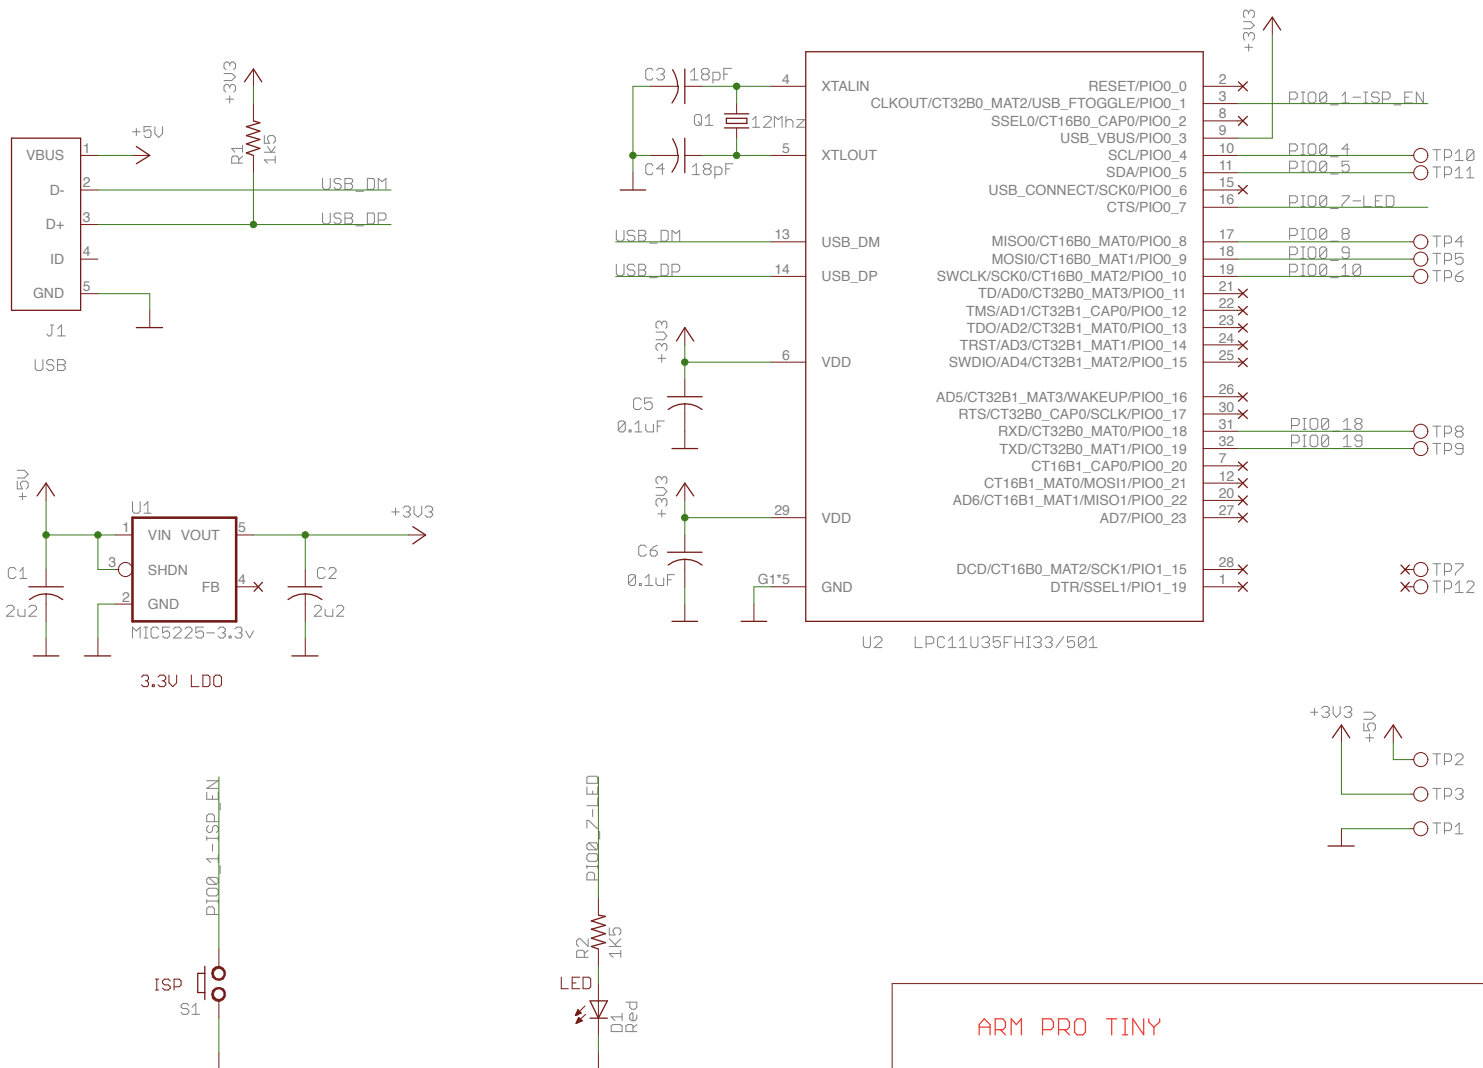 +3V3
R1
1K5
+5V
VBUS
1
D-
2
USB_DM
D+
3
USB_DP
ID
4
GND
5
J1
USB
+3V3
C3
18pF
Q1
12Mhz
C4
18pF
4
XTALIN
5
XTLOUT
USB_DM
13
USB_DM
USB_DP
14
USB_DP
+3V3
6
VDD
C5
0.1uF
+3V3
29
VDD
C6
0.1uF
G1*5
GND
RESET/PIO0_0
2
CLKOUT/CT32B0_MAT2/USB_FTOGGLE/PIO0_1
3
PIO0_1-ISP_EN
SSEL0/CT16B0_CAP0/PIO0_2
8
USB_VBUS/PIO0_3
9
SCL/PIO0_4
10
PIO0_4
TP10
SDA/PIO0_5
11
PIO0_5
TP11
USB_CONNECT/SCK0/PIO0_6
15
CTS/PIO0_7
16
PIO0_7-LED
MISO0/CT16B0_MAT0/PIO0_8
17
PIO0_8
TP4
MOSI0/CT16B0_MAT1/PIO0_9
18
PIO0_9
TP5
SWCLK/SCK0/CT16B0_MAT2/PIO0_10
19
PIO0_10
TP6
TD/AD0/CT32B0_MAT3/PIO0_11
21
TMS/AD1/CT32B1_CAP0/PIO0_12
22
TDO/AD2/CT32B1_MAT0/PIO0_13
23
TRST/AD3/CT32B1_MAT1/PIO0_14
24
SWDIO/AD4/CT32B1_MAT2/PIO0_15
25
AD5/CT32B1_MAT3/WAKEUP/PIO0_16
26
RTS/CT32B0_CAP0/SCLK/PIO0_17
30
RXD/CT32B0_MAT0/PIO0_18
31
PIO0_18
TP8
TXD/CT32B0_MAT1/PIO0_19
32
PIO0_19
TP9
CT16B1_CAP0/PIO0_20
7
CT16B1_MAT0/MOSI1/PIO0_21
12
AD6/CT16B1_MAT1/MISO1/PIO0_22
20
AD7/PIO0_23
27
DCD/CT16B0_MAT2/SCK1/PIO1_15
28
TP7
DTR/SSEL1/PIO1_19
1
TP12
+3V3
U2 LPC11U35FHI33/501
+5V
U1
1
VIN VOUT
5
+3V3
3
SHDN
FB
4
2
GND
C1
2u2
C2
2u2
MIC5225-3.3v
3.3V LDO
+3V3
+5V
TP2
TP3
TP1
PIO0_1-ISP_EN
ISP
S1
PIO0_7-LED
R2
1K5
LED
D1
Red
ARM PRO TINY